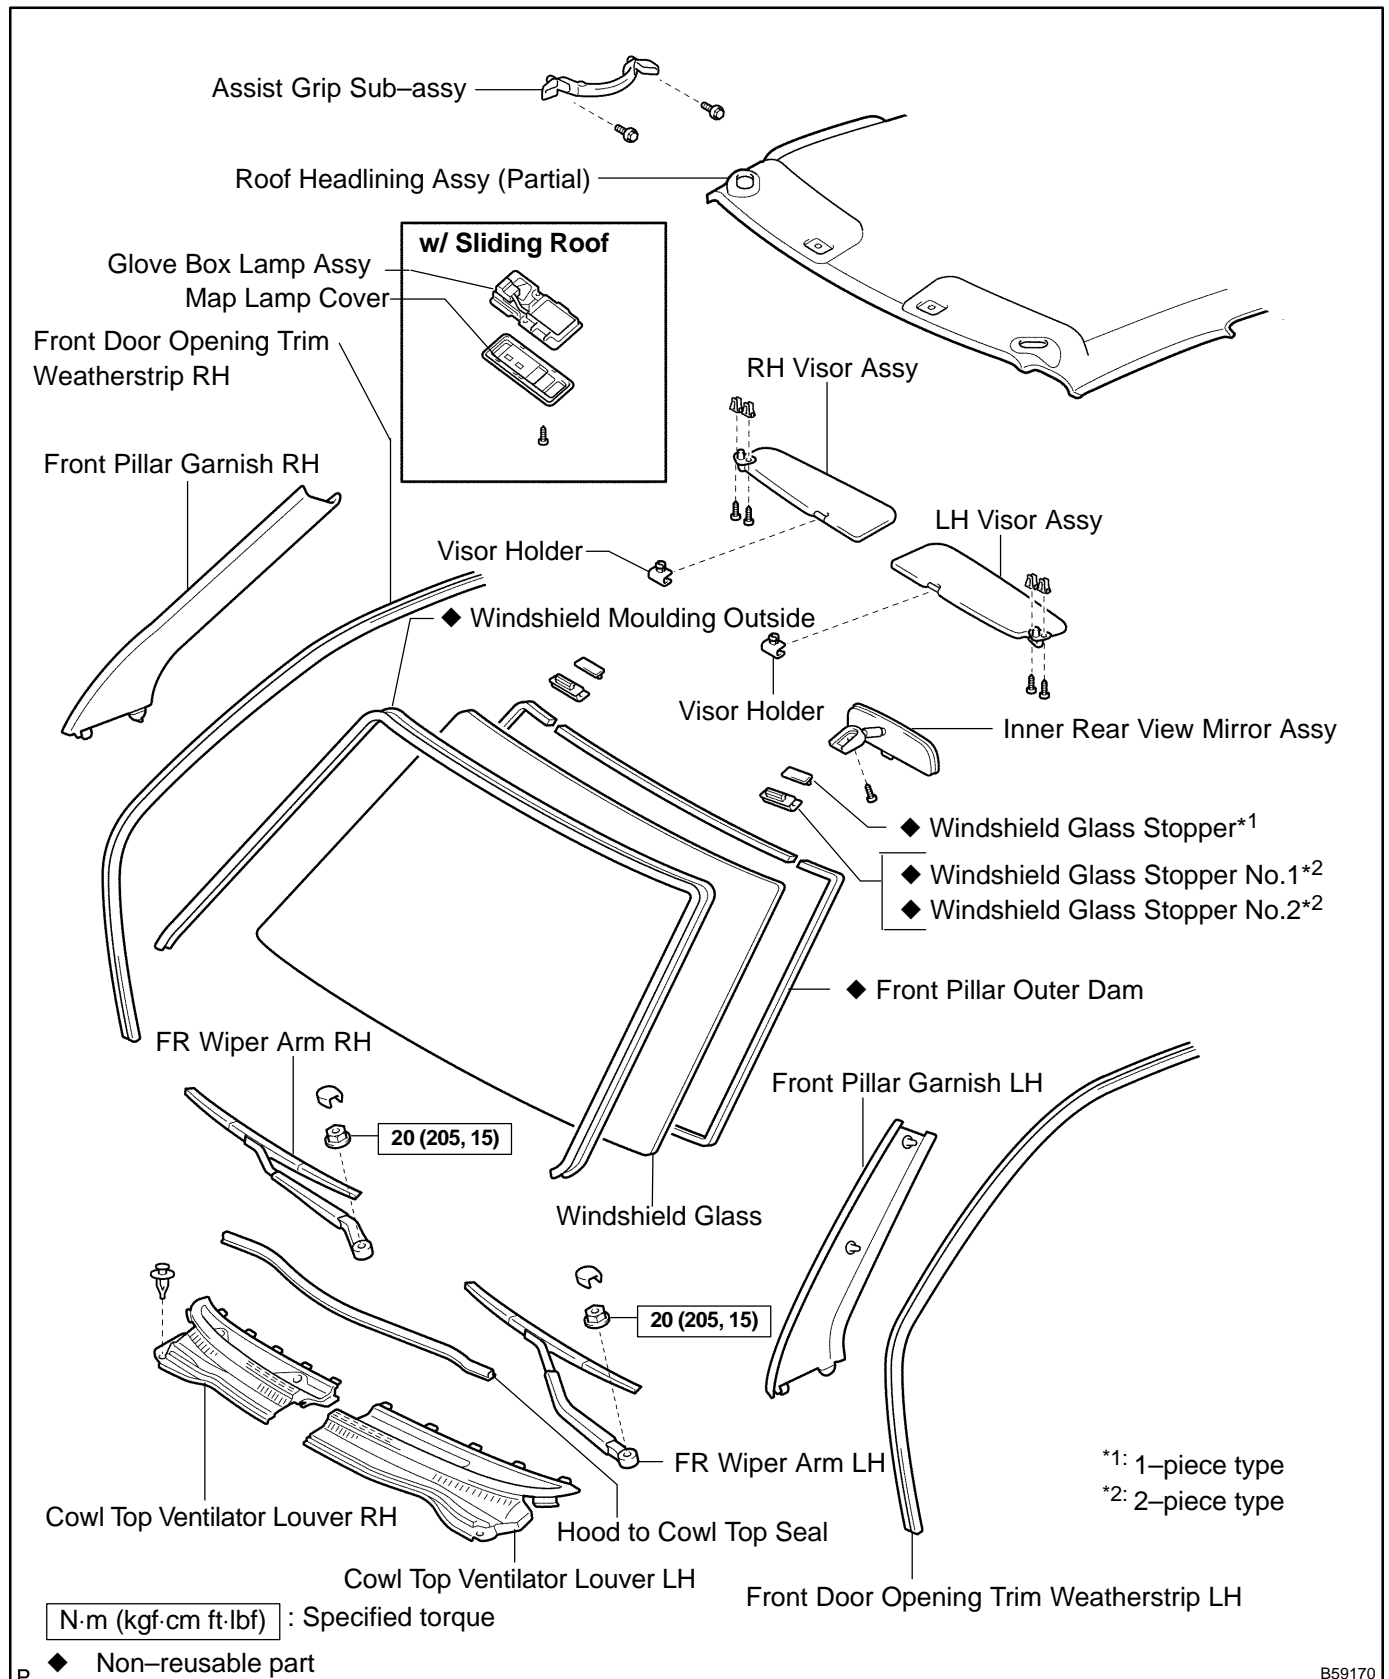 Assist Grip Sub–assy
Roof Headlining Assy (Partial)
w/ Sliding Roof
Glove Box Lamp Assy
Map Lamp Cover
Front Door Opening Trim
Weatherstrip RH
RH Visor Assy
Front Pillar Garnish RH
LH Visor Assy
Visor Holder
◆ Windshield Moulding Outside
Visor Holder
Inner Rear View Mirror Assy
◆ Windshield Glass Stopper*1
◆ Windshield Glass Stopper No.1*2
◆ Windshield Glass Stopper No.2*2
◆ Front Pillar Outer Dam
FR Wiper Arm RH
Front Pillar Garnish LH
20 (205, 15)
Windshield Glass
20 (205, 15)
FR Wiper Arm LH
*1: 1–piece type
*2: 2–piece type
Cowl Top Ventilator Louver RH
Hood to Cowl Top Seal
Cowl Top Ventilator Louver LH
Front Door Opening Trim Weatherstrip LH
N·m (kgf·cm ft·lbf) : Specified torque
◆ Non–reusable part
P
B59170